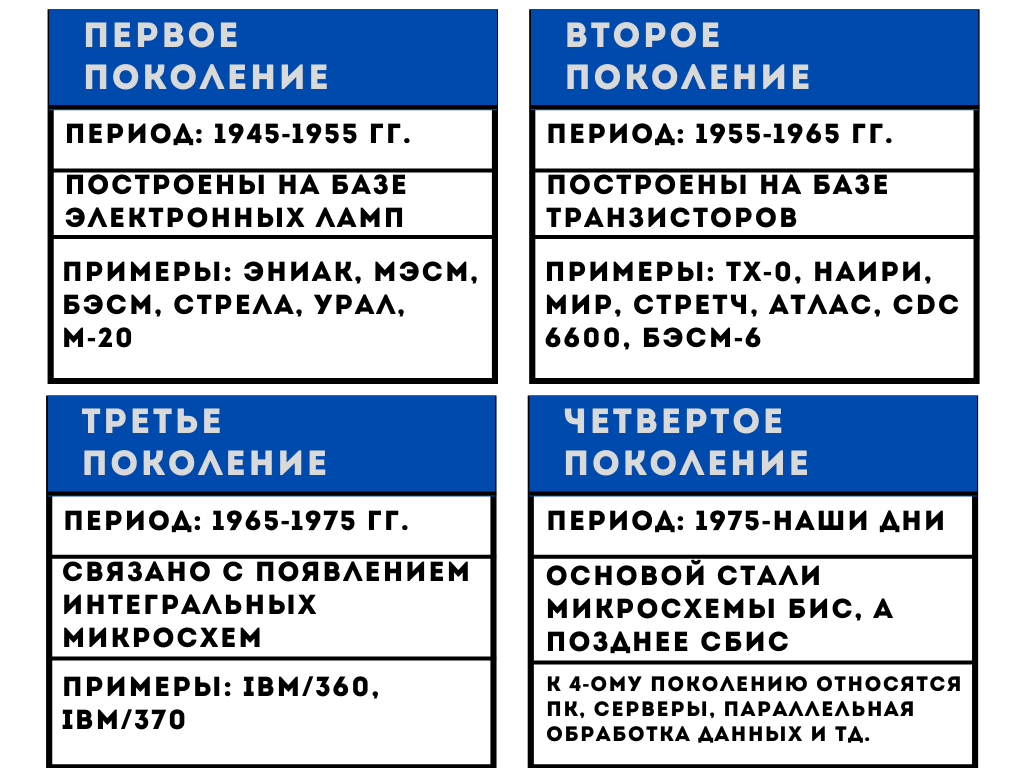 ПЕРВОЕ
ПОКОЛЕНИЕ
ПЕРИОД: 1945-1955 ГГ.
ПОСТРОЕНЫ НА БАЗЕ
ЭЛЕКТРОННЫХ ЛАМП
ПРИМЕРЫ: ЭНИАК, МЭСМ,
БЭСМ, СТРЕЛА, УРАЛ,
М-20
ВТОРОЕ
ПОКОЛЕНИЕ
ПЕРИОД: 1955-1965 ГГ.
ПОСТРОЕНЫ НА БАЗЕ
ТРАНЗИСТОРОВ
ПРИМЕРЫ: ТХ-0, НАИРИ,
МИР, СТРЕТЧ, АТЛАС, CDC
6600, БЭСМ-6
ТРЕТЬЕ
ПОКОЛЕНИЕ
ПЕРИОД: 1965-1975 ГГ.
СВЯЗАНО С ПОЯВЛЕНИЕМ
ИНТЕГРАЛЬНЫХ
МИКРОСХЕМ
ПРИМЕРЫ: IBM/360,
IBM/370
ЧЕТВЕРТОЕ
ПОКОЛЕНИЕ
ПЕРИОД: 1975-НАШИ ДНИ
ОСНОВОЙ СТАЛИ
МИКРОСХЕМЫ БИС, А
ПОЗДНЕЕ СБИС
К 4-ОМУ ПОКОЛЕНИЮ ОТНОСЯТСЯ
ПК, СЕРВЕРЫ, ПАРАЛЛЕЛЬНАЯ
ОБРАБОТКА ДАННЫХ И ТД.